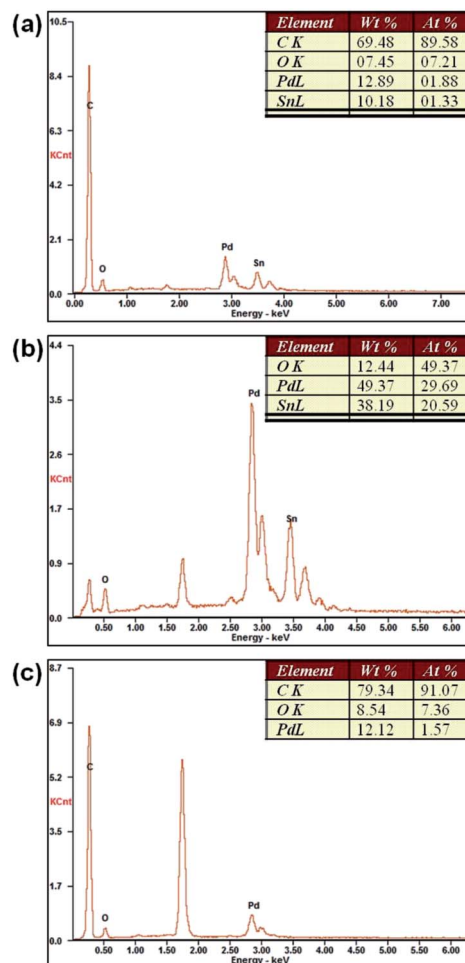 (a)
10.5
8.4
6.3
KCnt
4.2
2.1
0.0
C
O
Pd
Sn
0.00 1.00 2.00 3.00 4.00 5.00 6.00 7.00
Energy - keV
Element Wt % At %
C K 69.48 89.58
O K 07.45 07.21
PdL 12.89 01.88
SnL 10.18 01.33
(b)
4.4
3.5
2.6
KCnt
1.7
0.9
0.0
O
Pd
Sn
0.50 1.00 1.50 2.00 2.50 3.00 3.50 4.00 4.50 5.00 5.50 6.00
Energy - keV
Element Wt % At %
O K 12.44 49.37
PdL 49.37 29.69
SnL 38.19 20.59
(c)
8.7
6.9
5.2
KCnt
3.5
1.7
0.0
C
O
Pd
0.50 1.00 1.50 2.00 2.50 3.00 3.50 4.00 4.50 5.00 5.50 6.00
Energy - keV
Element Wt % At %
C K 79.34 91.07
O K 8.54 7.36
PdL 12.12 1.57